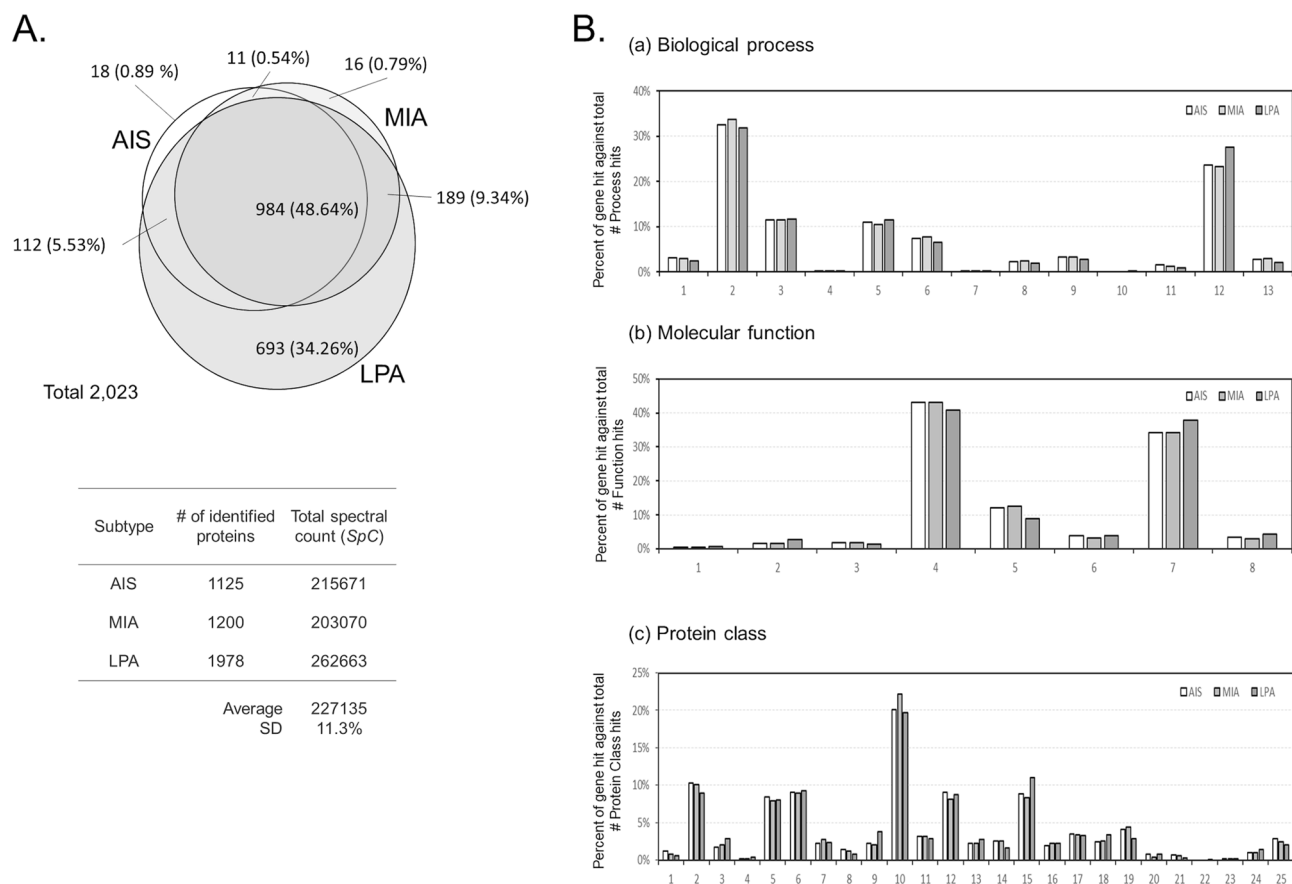 A.
18 (0.89 %)
11 (0.54%)
16 (0.79%)
AIS
MIA
984 (48.64%)
189 (9.34%)
112 (5.53%)
693 (34.26%)
LPA
Total 2,023
Subtype
# of identified
proteins
Total spectral
count (SpC)
AIS 1125 215671
MIA 1200 203070
LPA 1978 262663
Average 227135
SD 11.3%
B.
(a) Biological process
Percent of gene hit against total
# Process hits
40%
30%
20%
10%
0%
AIS MIA LPA
1 2 3 4 5 6 7 8 9 10 11 12 13
(b) Molecular function
Percent of gene hit against total
# Function hits
50%
40%
30%
20%
10%
0%
AIS MIA LPA
1 2 3 4 5 6 7 8
(c) Protein class
Percent of gene hit against total
# Protein Class hits
25%
20%
15%
10%
5%
0%
AIS MIA LPA
1 2 3 4 5 6 7 8 9 10 11 12 13 14 15 16 17 18 19 20 21 22 23 24 25